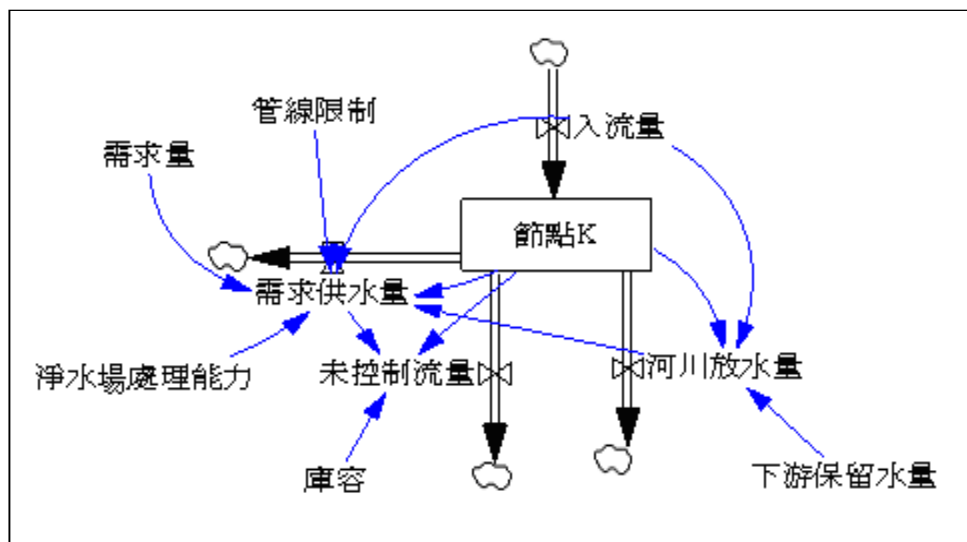 管線限制
入流量
需求量
節點K
需求供水量
淨水場處理能力
未控制流量
河川放水量
庫容
下游保留水量